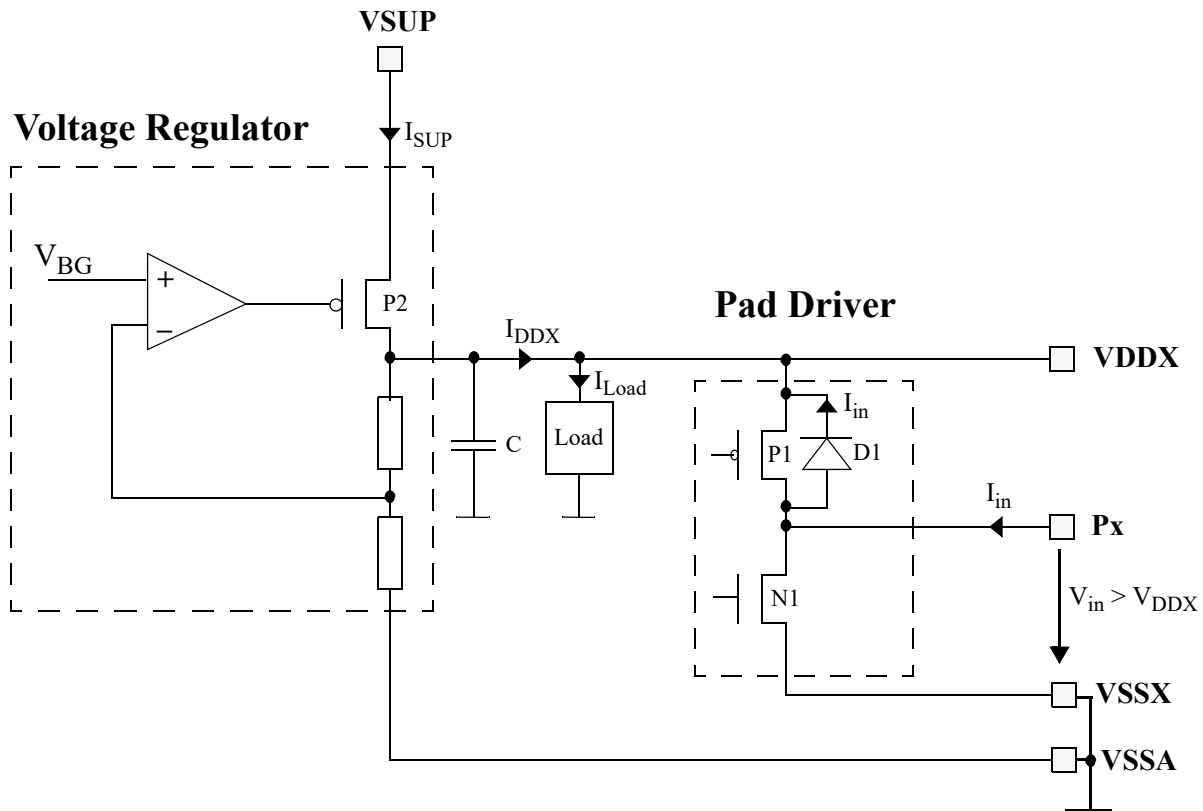 VSUP
Voltage Regulator
I_SUP
V_BG
+
−
P2
Pad Driver
I_DDX
VDDX
I_Load
I_in
Load
C
P1
D1
I_in
Px
N1
V_in > V_DDX
VSSX
VSSA